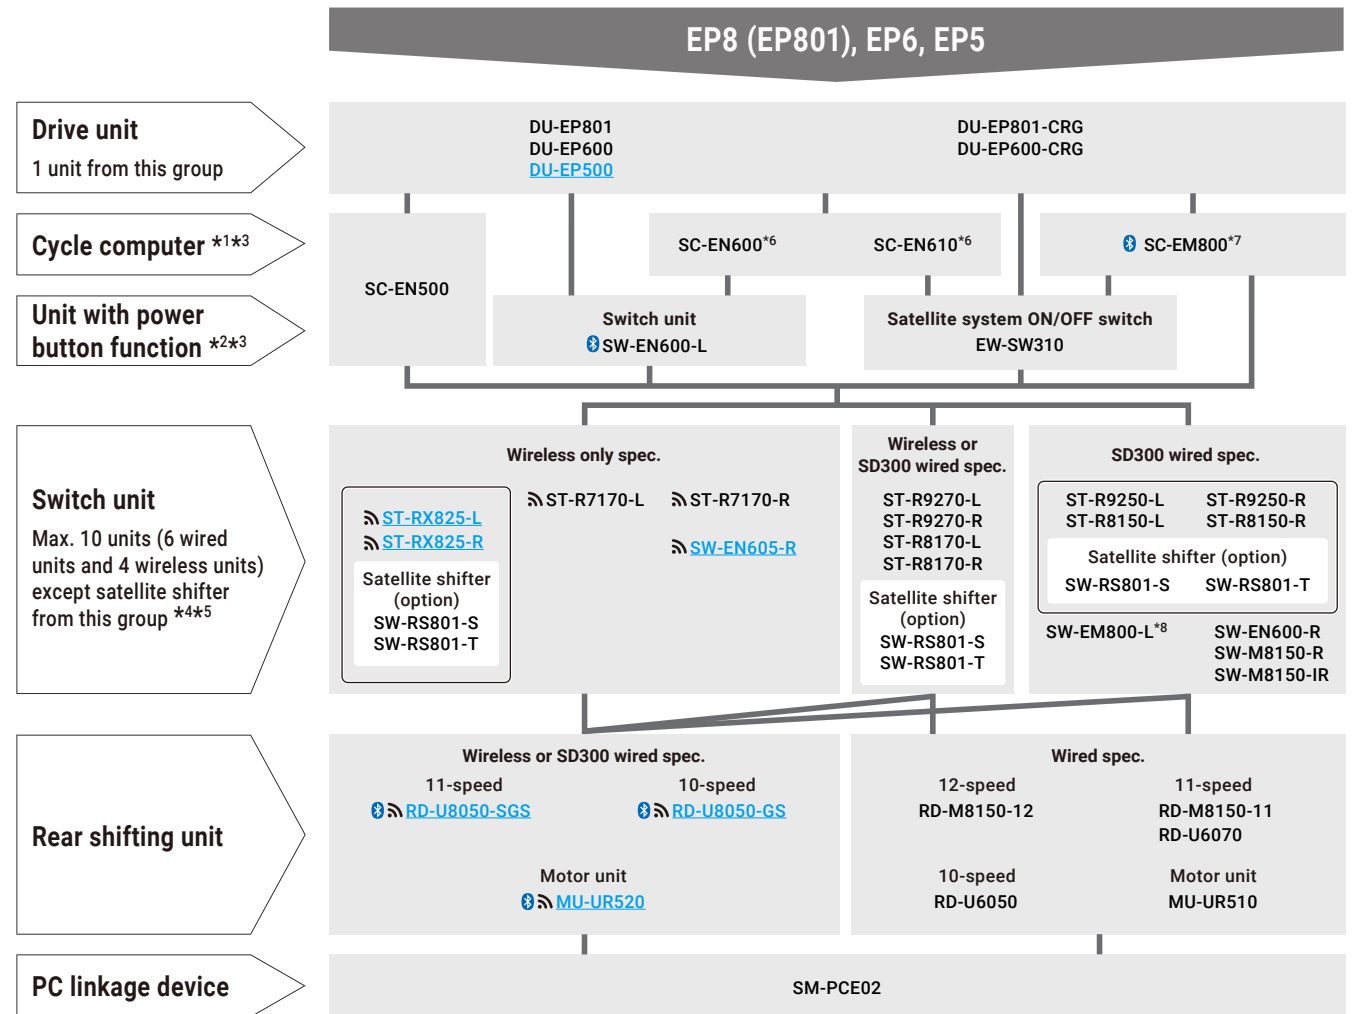 EP8 (EP801), EP6, EP5
Drive unit
1 unit from this group
DU-EP801
DU-EP600
DU-EP500
DU-EP801-CRG
DU-EP600-CRG
Cycle computer *1*3
SC-EN500
SC-EN600*6
SC-EN610*6
SC-EM800*7
Unit with power
button function *2*3
Switch unit
SW-EN600-L
Satellite system ON/OFF switch
EW-SW310
Switch unit
Max. 10 units (6 wired
units and 4 wireless units)
except satellite shifter
from this group *4*5
Wireless only spec.
ST-RX825-L
ST-RX825-R
Satellite shifter
(option)
SW-RS801-S
SW-RS801-T
ST-R7170-L
ST-R7170-R
SW-EN605-R
Wireless or
SD300 wired spec.
ST-R9270-L
ST-R9270-R
ST-R8170-L
ST-R8170-R
Satellite shifter
(option)
SW-RS801-S
SW-RS801-T
SD300 wired spec.
ST-R9250-L ST-R9250-R
ST-R8150-L ST-R8150-R
Satellite shifter (option)
SW-RS801-S SW-RS801-T
SW-EM800-L*8
SW-EN600-R
SW-M8150-R
SW-M8150-IR
Rear shifting unit
Wireless or SD300 wired spec.
11-speed
RD-U8050-SGS
10-speed
RD-U8050-GS
Motor unit
MU-UR520
Wired spec.
12-speed
RD-M8150-12
11-speed
RD-M8150-11
RD-U6070
10-speed
RD-U6050
Motor unit
MU-UR510
PC linkage device
SM-PCE02